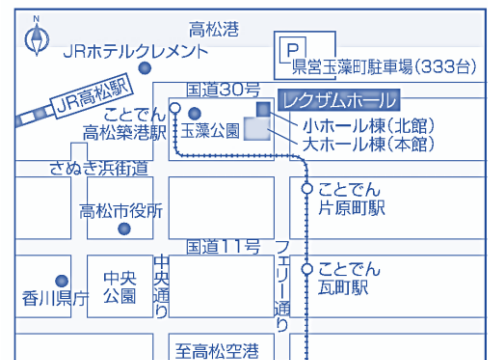 N
高松港
JRホテルクレメント
P
県営玉藻町駐車場(333台)
JR高松駅
国道30号
レクザムホール
ことでん
高松築港駅
玉藻公園
小ホール棟(北館)
大ホール棟(本館)
さぬき浜街道
ことでん
片原町駅
高松市役所
国道11号
フェリー通り
中央通り
ことでん
瓦町駅
香川県庁
中央
公園
至高松空港